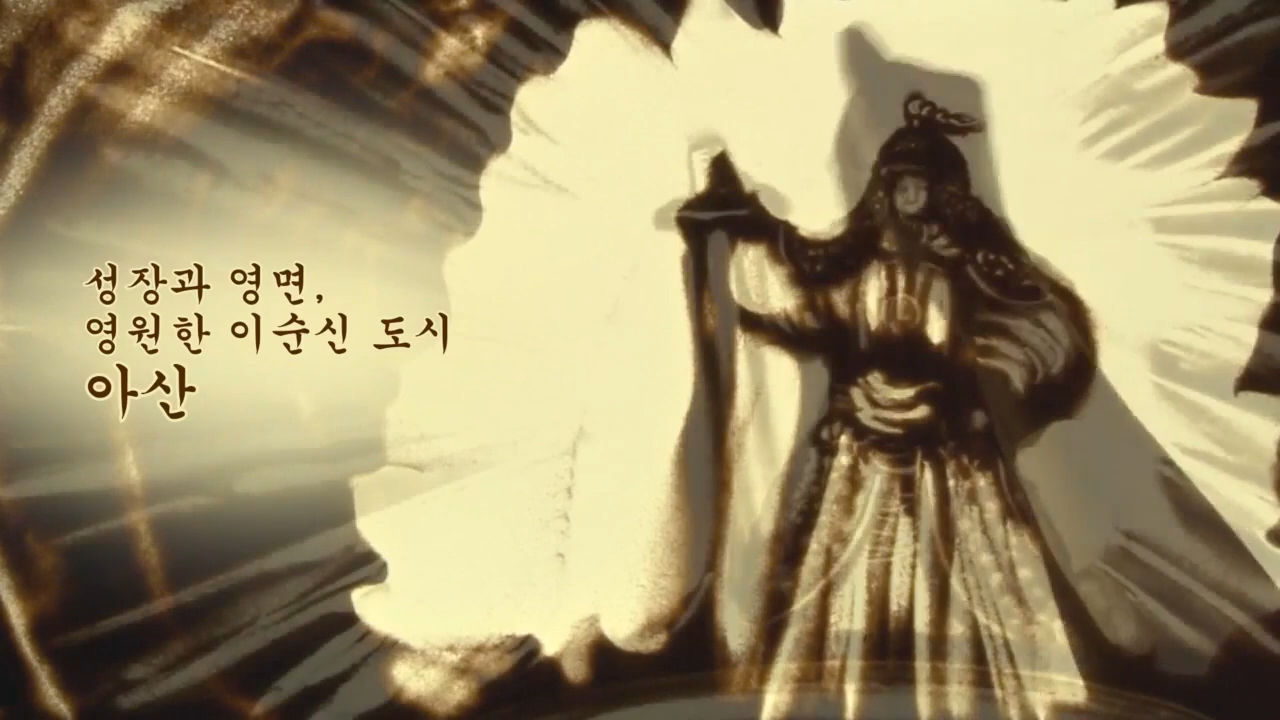 성장과 영면,
영원한 이순신 도시
아산